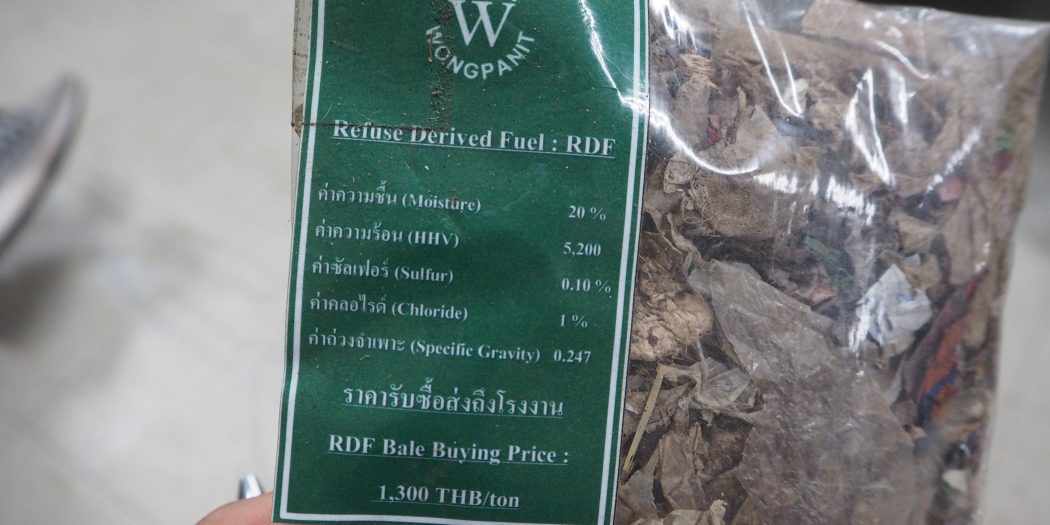 W
WONGPANIT
Refuse Derived Fuel : RDF
ค่าความชื้น (Moisture) 20 %
ค่าความร้อน (HHV) 5,200
ค่าซัลเฟอร์ (Sulfur) 0.10 %
ค่าคลอไรด์ (Chloride) 1 %
ค่าถ่วงจำเพาะ (Specific Gravity) 0.247
ราคารับซื้อส่งถึงโรงงาน
RDF Bale Buying Price :
1,300 THB/ton